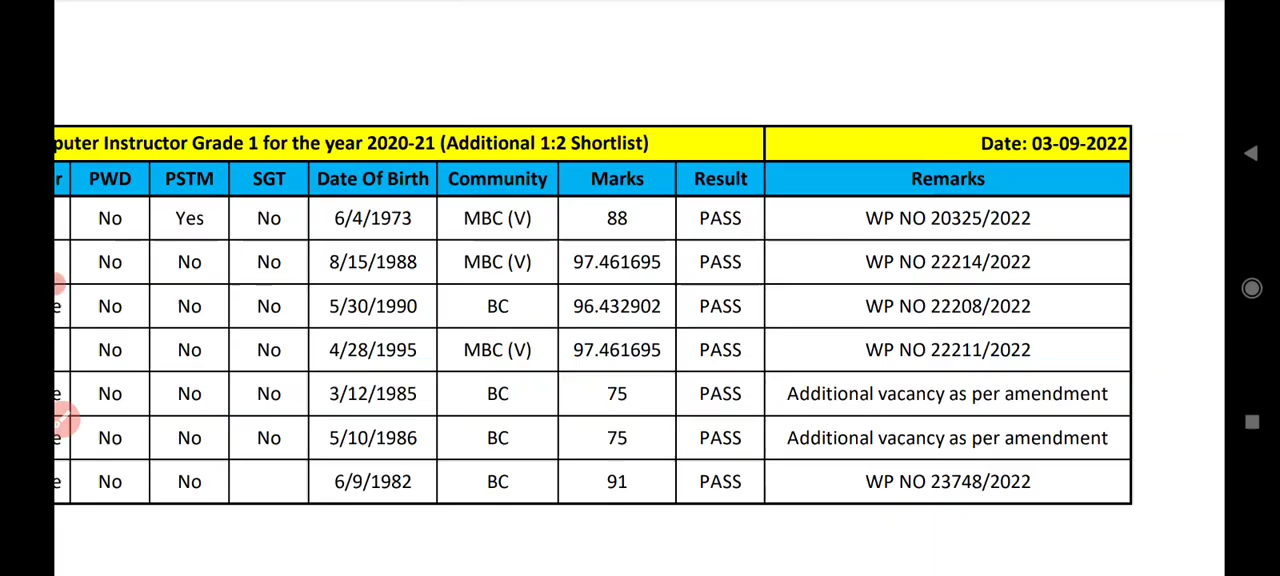 puter Instructor Grade 1 for the year 2020-21 (Additional 1:2 Shortlist) Date: 03-09-2022
r PWD PSTM SGT Date Of Birth Community Marks Result Remarks
No Yes No 6/4/1973 MBC (V) 88 PASS WP NO 20325/2022
No No No 8/15/1988 MBC (V) 97.461695 PASS WP NO 22214/2022
e No No No 5/30/1990 BC 96.432902 PASS WP NO 22208/2022
No No No 4/28/1995 MBC (V) 97.461695 PASS WP NO 22211/2022
e No No No 3/12/1985 BC 75 PASS Additional vacancy as per amendment
e No No No 5/10/1986 BC 75 PASS Additional vacancy as per amendment
e No No 6/9/1982 BC 91 PASS WP NO 23748/2022